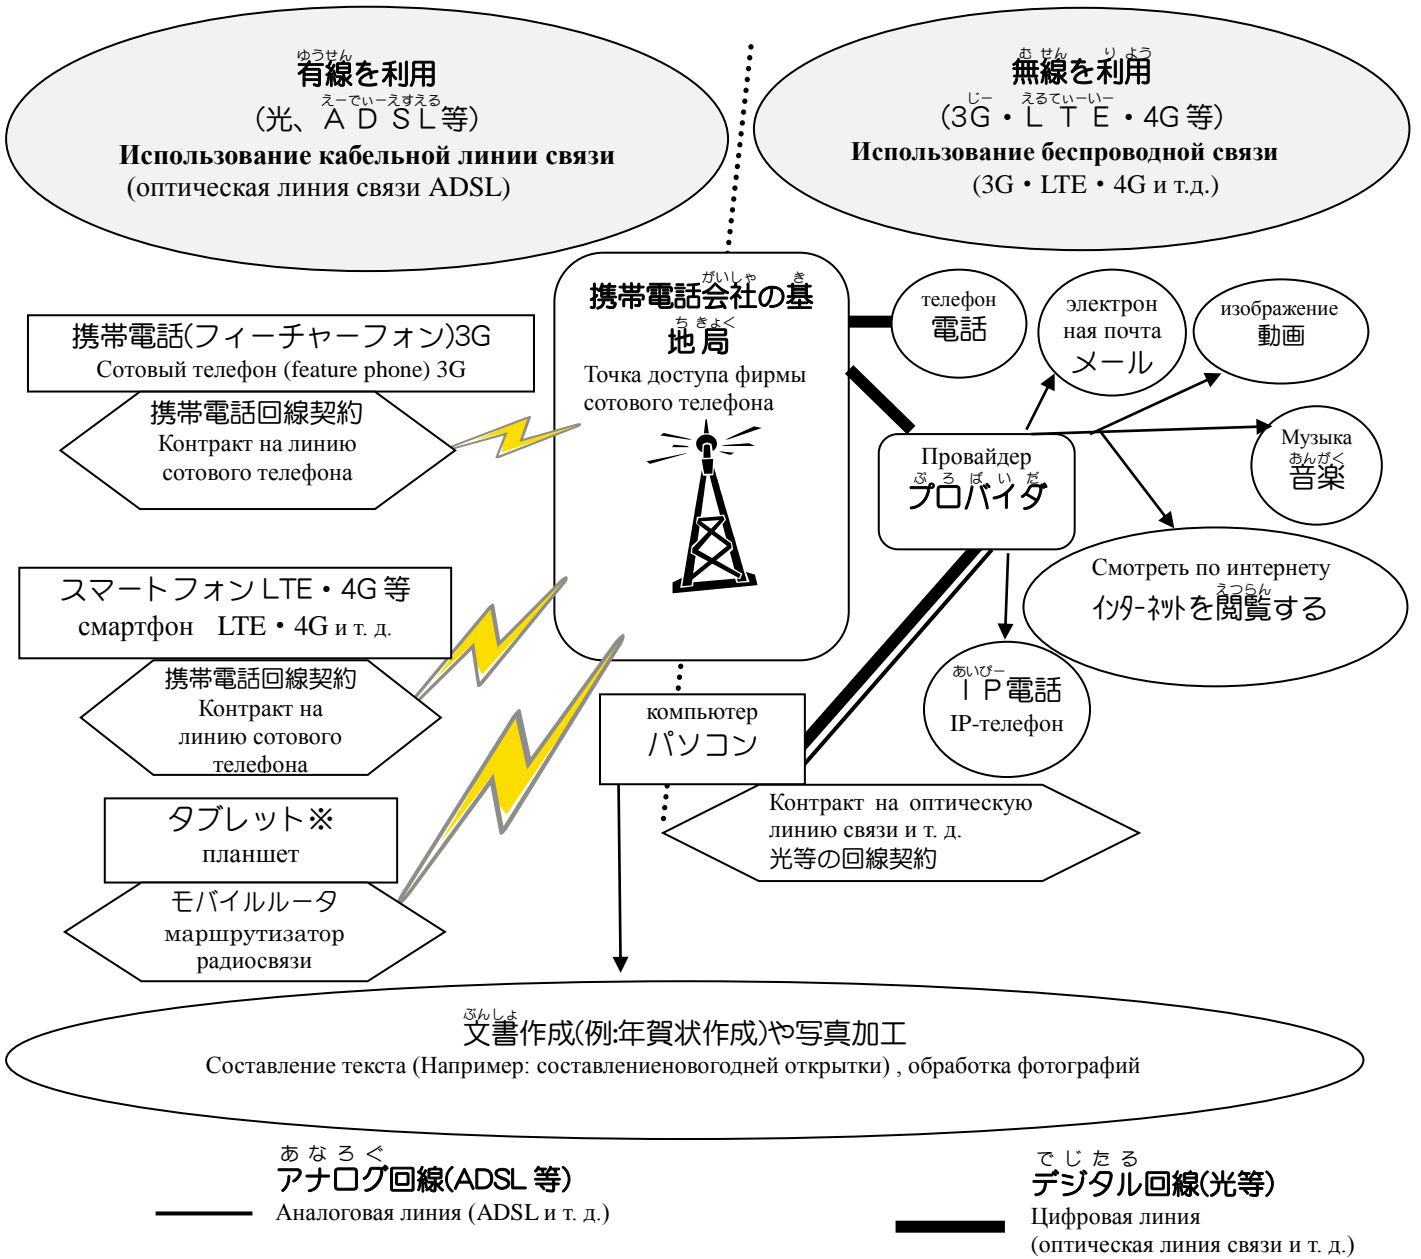 ゆうせん
有線を利用
えーでぃーえすえる
(光、ＡＤＳＬ等)
Использование кабельной линии связи
(оптическая линия связи ADSL)
む せん り よう
無線を利用
じー えるてぃーいー
(3G・ＬＴＥ・4G 等)
Использование беспроводной связи
(3G・LTE・4G и т.д.)
がいしゃ き
携帯電話会社の基
ち きょく
地局
Точка доступа фирмы
сотового телефона
телефон
電話
электрон
ная почта
メール
изображение
動画
Музыка
おんがく
音楽
Провайдер
ぷろばいだ
プロバイダ
Смотреть по интернету
えつらん
インターネットを閲覧する
あいぴー
ＩＰ電話
IP-телефон
携帯電話(フィーチャーフォン)3G
Сотовый телефон (feature phone) 3G
携帯電話回線契約
Контракт на линию
сотового телефона
スマートフォン LTE・4G 等
смартфон LTE・4G и т. д.
携帯電話回線契約
Контракт на
линию сотового
телефона
タブレット※
планшет
モバイルルータ
маршрутизатор
радиосвязи
компьютер
パソコン
Контракт на оптическую
линию связи и т. д.
光等の回線契約
ぶんしょ
文書作成(例:年賀状作成)や写真加工
Составление текста (Например: составлениеновогодней открытки) , обработка фотографий
あなろぐ
アナログ回線(ADSL 等)
Аналоговая линия (ADSL и т. д.)
でじたる
デジタル回線(光等)
Цифровая линия
(оптическая линия связи и т. д.)